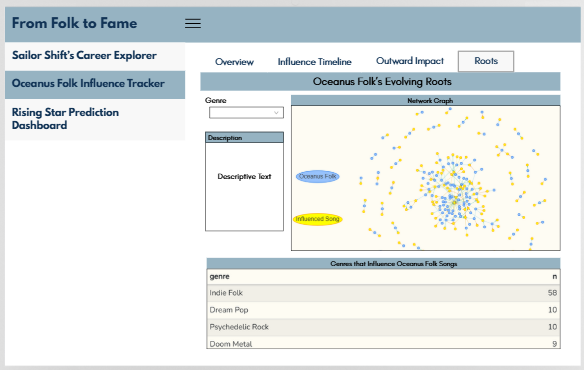 From Folk to Fame
Sailor Shift's Career Explorer
Oceanus Folk Influence Tracker
Rising Star Prediction
Dashboard
Overview
Influence Timeline
Outward Impact
Roots
Oceanus Folk's Evolving Roots
Genre
Description
Descriptive Text
Network Graph
Oceanus Folk
Influenced Song
Genres that Influence Oceanus Folk Songs
genre n
Indie Folk 58
Dream Pop 10
Psychedelic Rock 10
Doom Metal 9